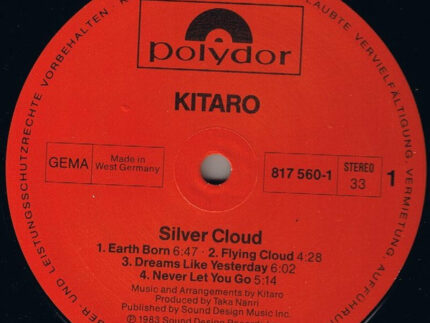 polydor
KITARO
GEMA
Made in
West Germany
817 560-1
STEREO
33
1
Silver Cloud
1. Earth Born 6:47 · 2. Flying Cloud 4:28
3. Dreams Like Yesterday 6:02
4. Never Let You Go 5:14
Music and Arrangements by Kitaro
Produced by Taka Nanri
Published by Sound Design Music Inc.
℗ 1983 Sound Design
UND LEISTUNGSSCHUTZRECHTE VORBEHALTEN
VERVIELFÄLTIGUNG, VERMIETUNG,